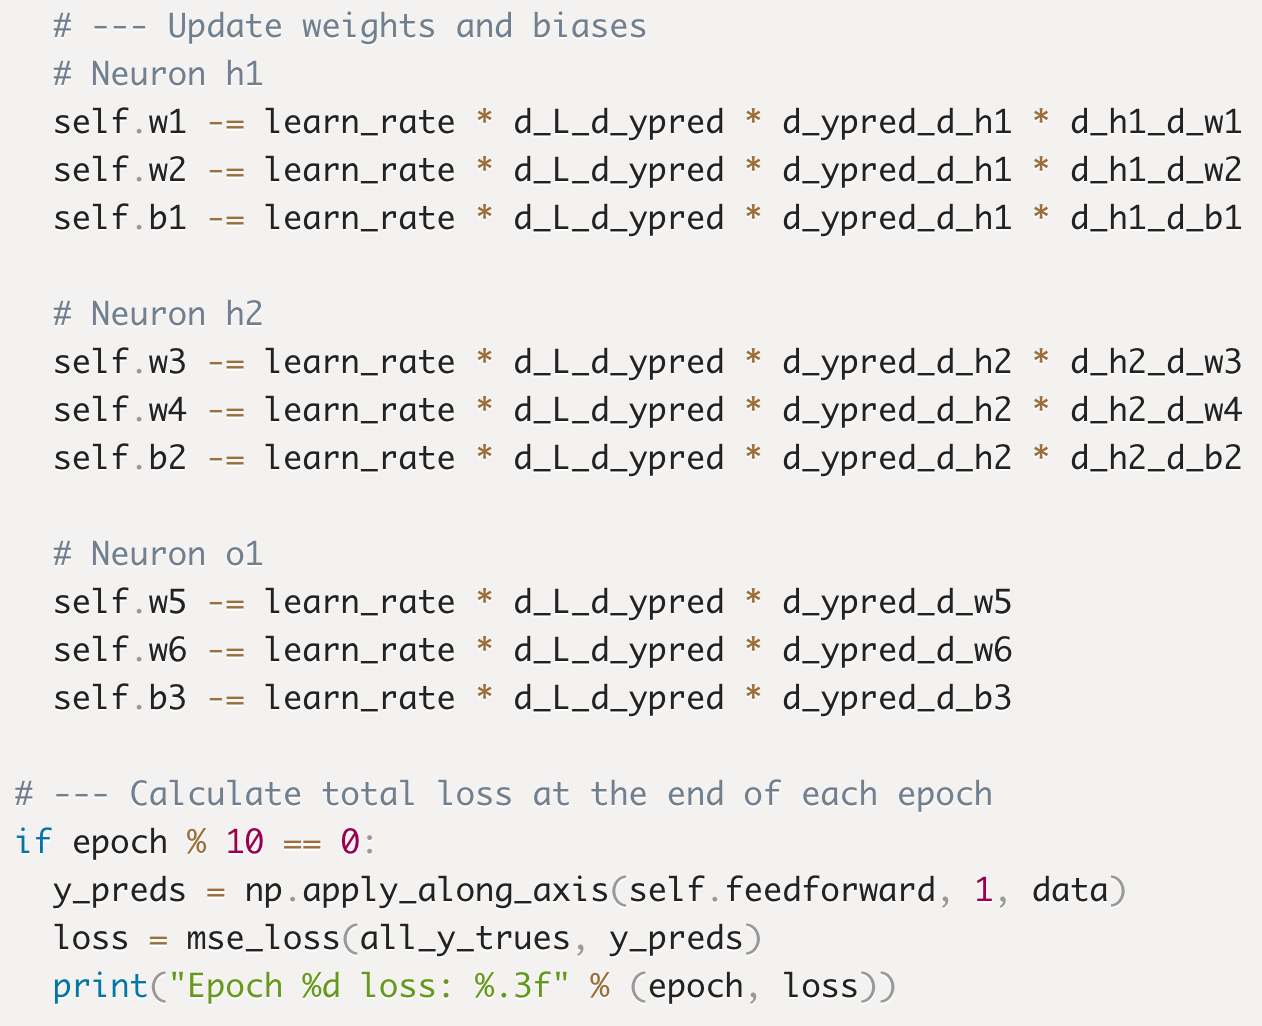 # --- Update weights and biases
# Neuron h1
self.w1 -= learn_rate * d_L_d_ypred * d_ypred_d_h1 * d_h1_d_w1
self.w2 -= learn_rate * d_L_d_ypred * d_ypred_d_h1 * d_h1_d_w2
self.b1 -= learn_rate * d_L_d_ypred * d_ypred_d_h1 * d_h1_d_b1
# Neuron h2
self.w3 -= learn_rate * d_L_d_ypred * d_ypred_d_h2 * d_h2_d_w3
self.w4 -= learn_rate * d_L_d_ypred * d_ypred_d_h2 * d_h2_d_w4
self.b2 -= learn_rate * d_L_d_ypred * d_ypred_d_h2 * d_h2_d_b2
# Neuron o1
self.w5 -= learn_rate * d_L_d_ypred * d_ypred_d_w5
self.w6 -= learn_rate * d_L_d_ypred * d_ypred_d_w6
self.b3 -= learn_rate * d_L_d_ypred * d_ypred_d_b3
# --- Calculate total loss at the end of each epoch
if epoch % 10 == 0:
y_preds = np.apply_along_axis(self.feedforward, 1, data)
loss = mse_loss(all_y_trues, y_preds)
print("Epoch %d loss: %.3f" % (epoch, loss))